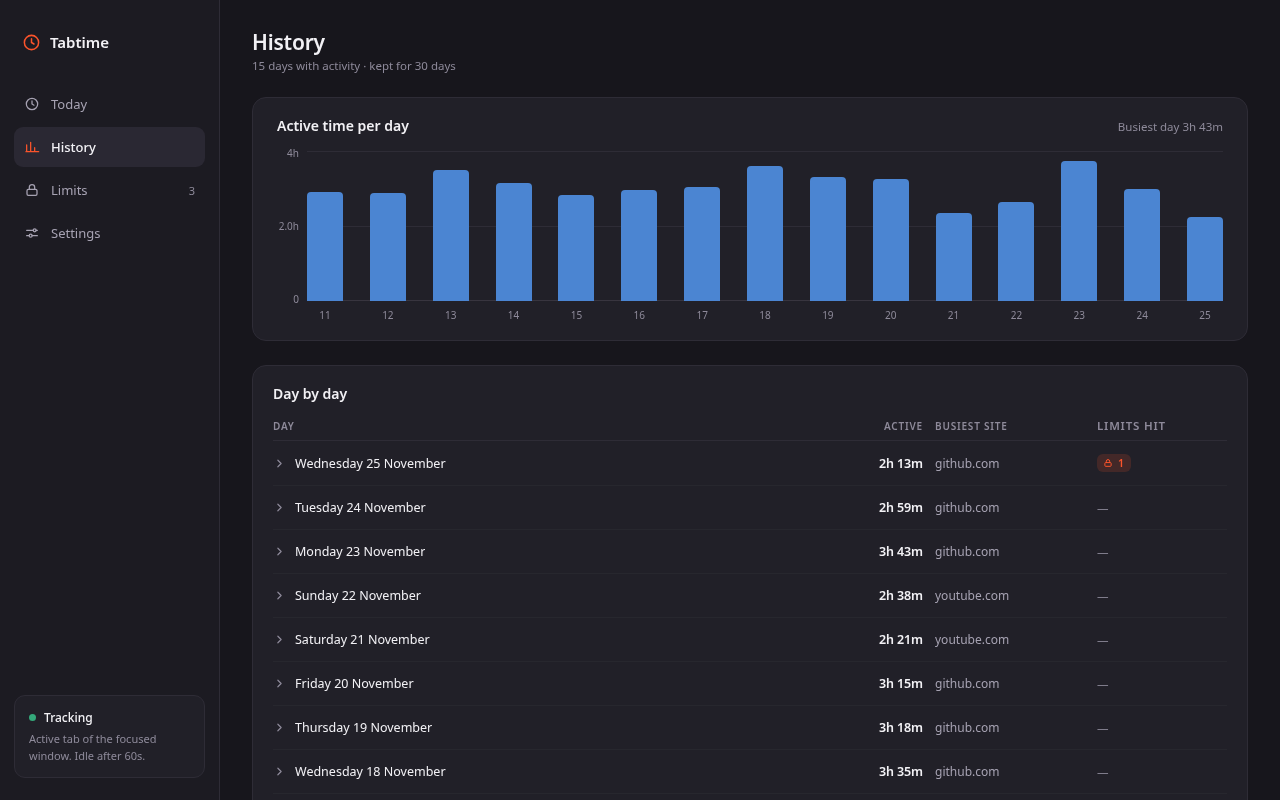 Tabtime
Today
History
Limits 3
Settings
Tracking
Active tab of the focused
window. Idle after 60s.
History
15 days with activity · kept for 30 days
Active time per day
Busiest day 3h 43m
4h
2.0h
0
11 12 13 14 15 16 17 18 19 20 21 22 23 24 25
Day by day
DAY ACTIVE BUSIEST SITE LIMITS HIT
Wednesday 25 November 2h 13m github.com 1
Tuesday 24 November 2h 59m github.com —
Monday 23 November 3h 43m github.com —
Sunday 22 November 2h 38m youtube.com —
Saturday 21 November 2h 21m youtube.com —
Friday 20 November 3h 15m github.com —
Thursday 19 November 3h 18m github.com —
Wednesday 18 November 3h 35m github.com —